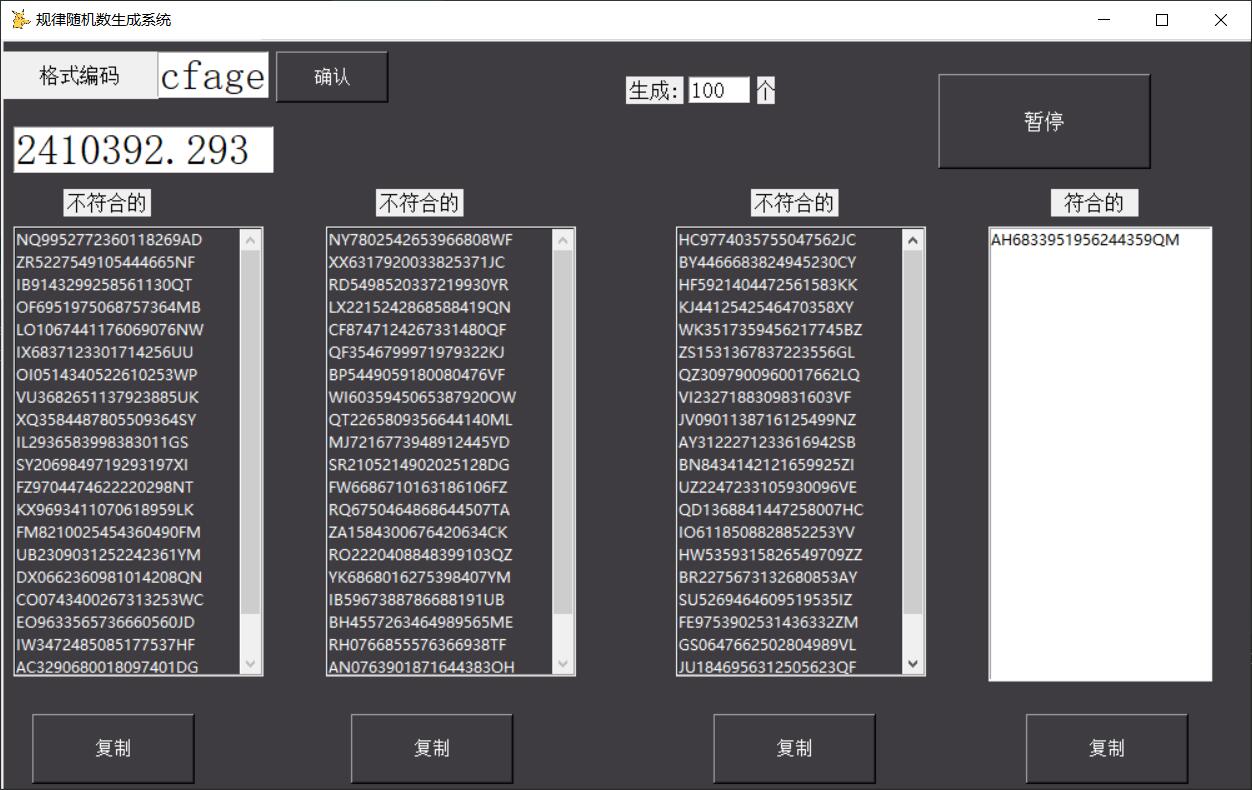 规律随机数生成系统
格式编码 cfage 确认 生成: 100 个 暂停
2410392.293
不符合的 不符合的 不符合的 符合的
NQ9952772360118269AD NY7802542653966808WF HC9774035755047562JC AH6833951956244359QM
ZR5227549105444665NF XX6317920033825371JC BY4466683824945230CY
IB9143299258561130QT RD5498520337219930YR HF5921404472561583KK
OF6951975068757364MB LX2215242868588419QN KJ4412542546470358XY
LO1067441176069076NW CF8747124267331480QF WK3517359456217745BZ
IX6837123301714256UU QF3546799971979322KJ ZS1531367837223556GL
OI0514340522610253WP BP5449059180080476VF QZ3097900960017662LQ
VU3682651137923885UK WI6035945065387920OW VI2327188309831603VF
XQ3584487805509364SY QT2265809356644140ML JV0901138716125499NZ
IL2936583998383011GS MJ7216773948912445YD AY3122271233616942SB
SY2069849719293197XI SR2105214902025128DG BN8434142121659925ZI
FZ9704474622220298NT FW6686710163186106FZ UZ2247233105930096VE
KX9693411070618959LK RQ6750464868644507TA QD1368841447258007HC
FM8210025454360490FM ZA1584300676420634CK IO6118508828852253YV
UB2309031252242361YM RO2220408848399103QZ HW5359315826549709ZZ
DX0662360981014208QN YK6868016275398407YM BR2275673132680853AY
CO0743400267313253WC IB5967388786688191UB SU5269464609519535IZ
EO9633565736660560JD BH4557263464989565ME FE9753902531436332ZM
IW3472485085177537HF RH0766855576366938TF GS0647662502804989VL
AC3290680018097401DG AN0763901871644383OH JU1846956312505623QF
复制 复制 复制 复制